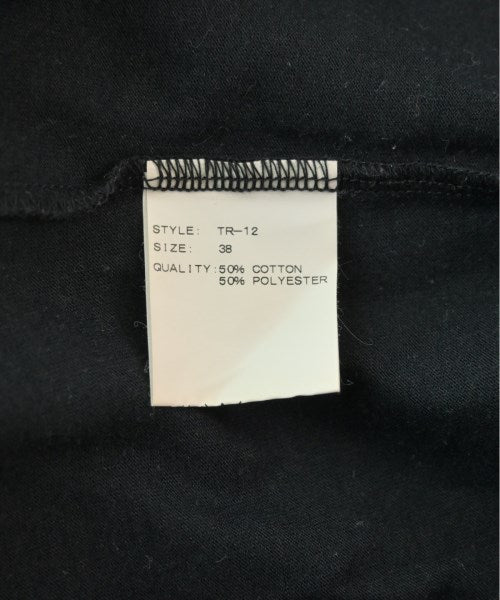 STYLE: TR-12
SIZE: 38
QUALITY:50% COTTON
50% POLYESTER